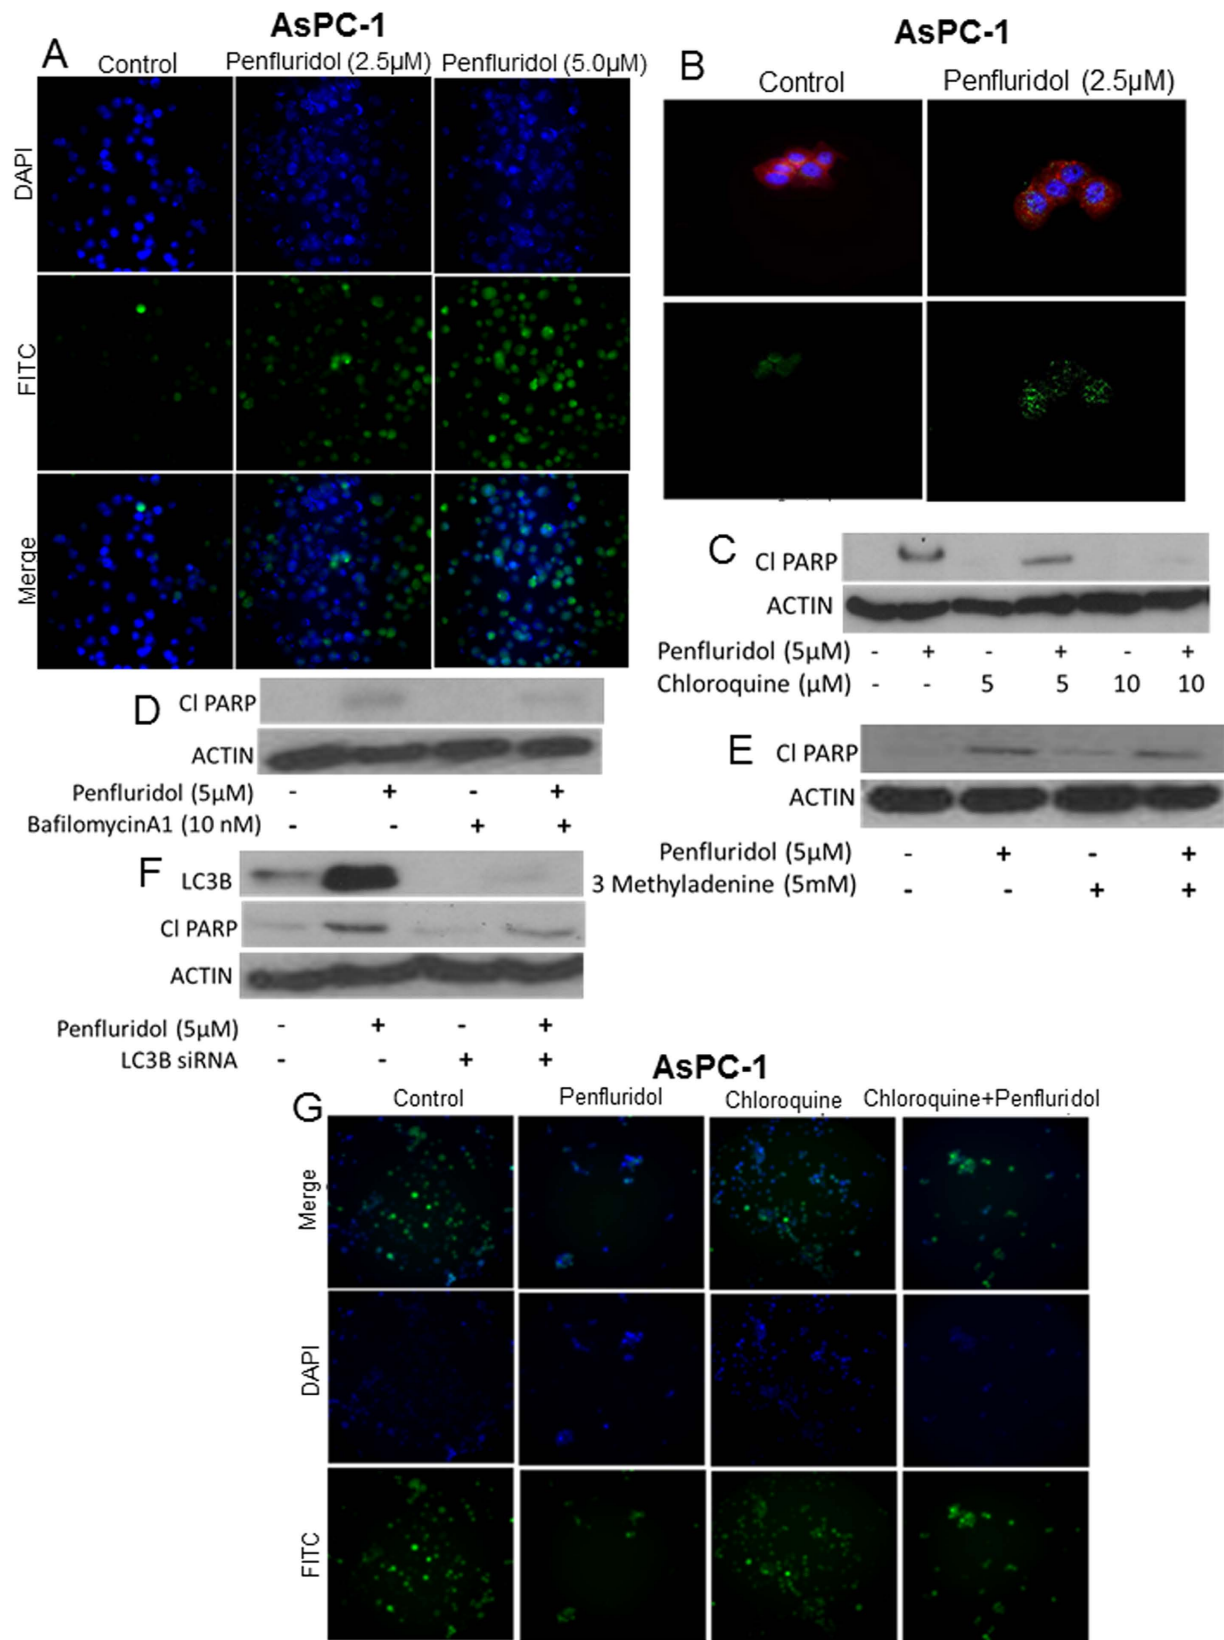 AsPC-1
A
Control Penfluridol (2.5µM) Penfluridol (5.0µM)
DAPI
FITC
Merge
AsPC-1
B
Control Penfluridol (2.5µM)
C
Cl PARP
ACTIN
Penfluridol (5µM) - + - + - +
Chloroquine (µM) - - 5 5 10 10
D
Cl PARP
ACTIN
Penfluridol (5µM) - + - +
BafilomycinA1 (10 nM) - - + +
E
Cl PARP
ACTIN
Penfluridol (5µM) - + - +
3 Methyladenine (5mM) - - + +
F
LC3B
Cl PARP
ACTIN
Penfluridol (5µM) - + - +
LC3B siRNA - - + +
AsPC-1
G
Control Penfluridol Chloroquine Chloroquine+Penfluridol
Merge
DAPI
FITC